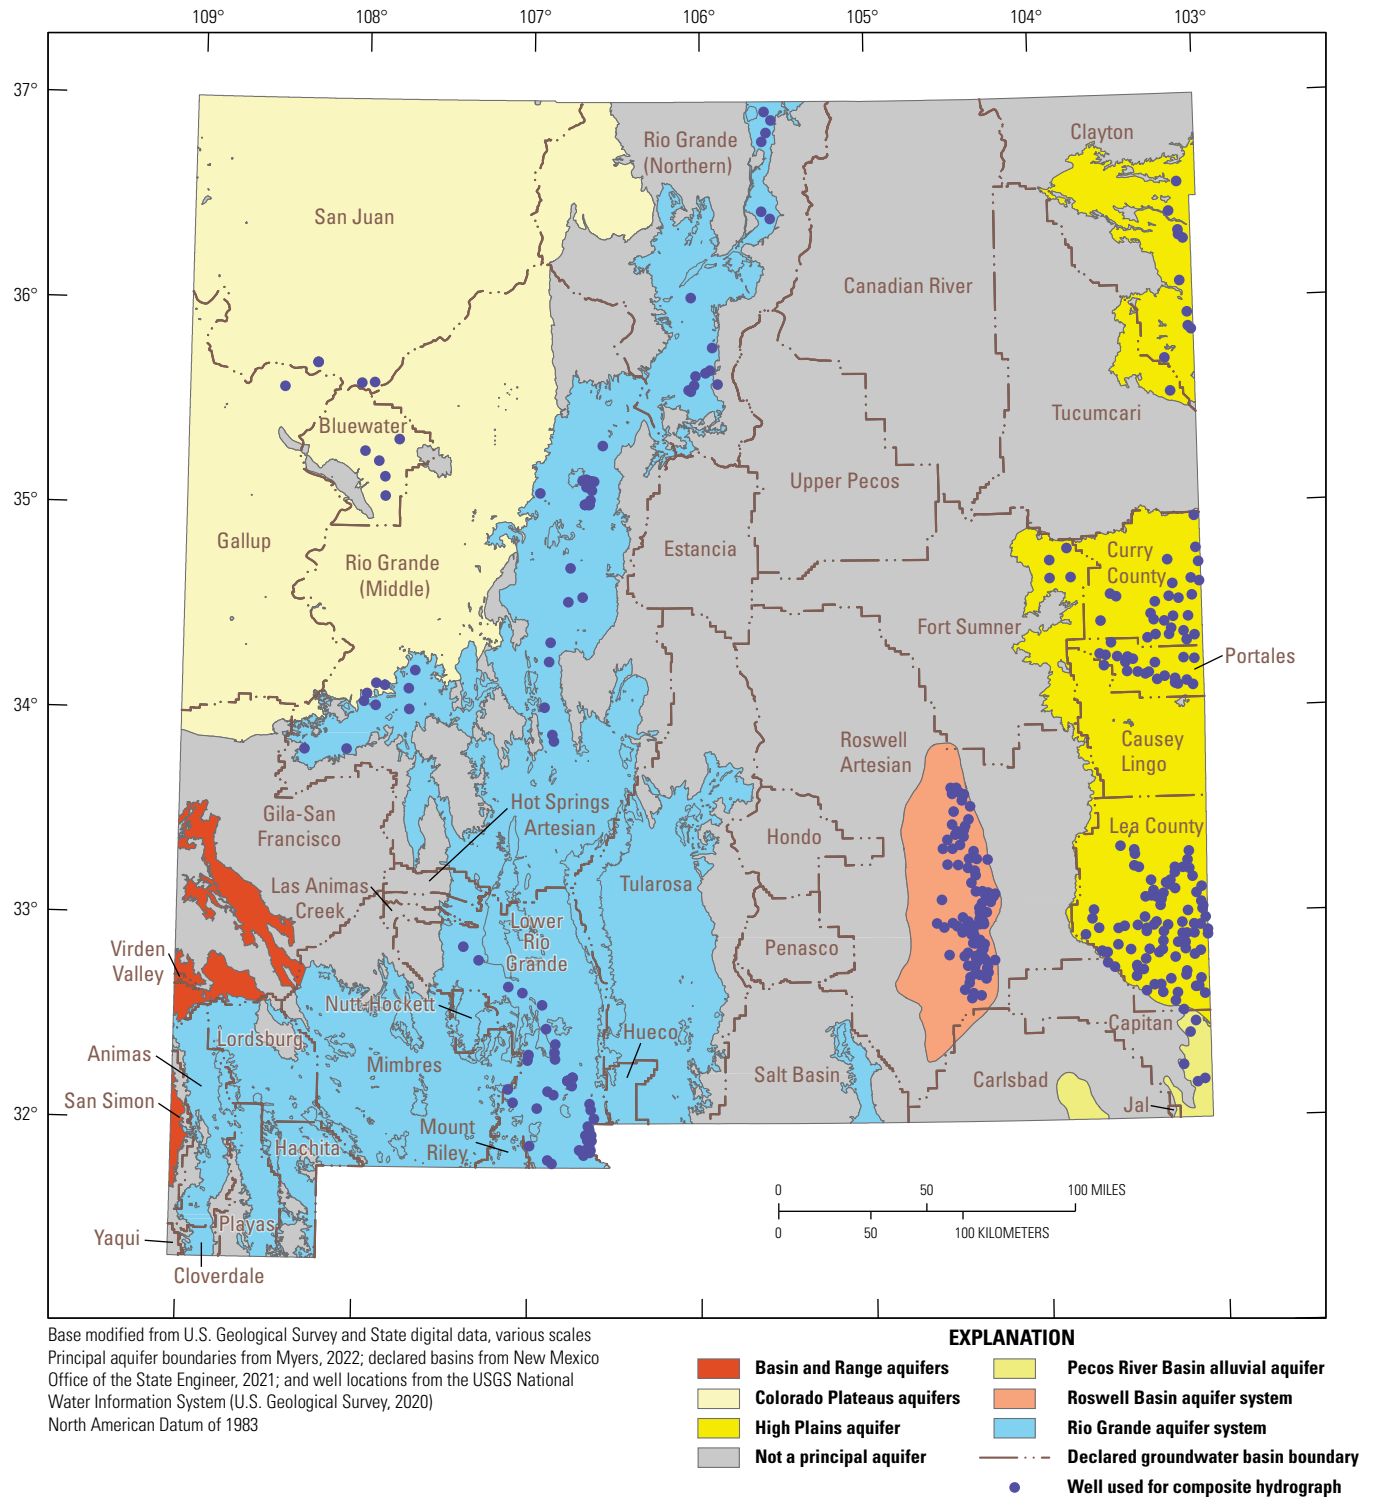 109°
108°
107°
106°
105°
104°
103°
37°
36°
35°
34°
33°
32°
Rio Grande
(Northern)
Clayton
San Juan
Canadian River
Tucumcari
Bluewater
Upper Pecos
Gallup
Estancia
Curry
County
Rio Grande
(Middle)
Fort Sumner
Portales
Roswell
Artesian
Causey
Lingo
Gila-San
Francisco
Hot Springs
Artesian
Hondo
Lea County
Las Animas
Creek
Tularosa
Lower
Rio
Grande
Penasco
Virden
Valley
Nutt-Hockett
Capitan
Lordsburg
Hueco
Animas
Mimbres
Salt Basin
Carlsbad
San Simon
Jal
Mount
Riley
Hachita
Playas
Yaqui
Cloverdale
0 50 100 MILES
0 50 100 KILOMETERS
Base modified from U.S. Geological Survey and State digital data, various scales
Principal aquifer boundaries from Myers, 2022; declared basins from New Mexico
Office of the State Engineer, 2021; and well locations from the USGS National
Water Information System (U.S. Geological Survey, 2020)
North American Datum of 1983
EXPLANATION
Basin and Range aquifers
Colorado Plateaus aquifers
High Plains aquifer
Not a principal aquifer
Pecos River Basin alluvial aquifer
Roswell Basin aquifer system
Rio Grande aquifer system
Declared groundwater basin boundary
Well used for composite hydrograph